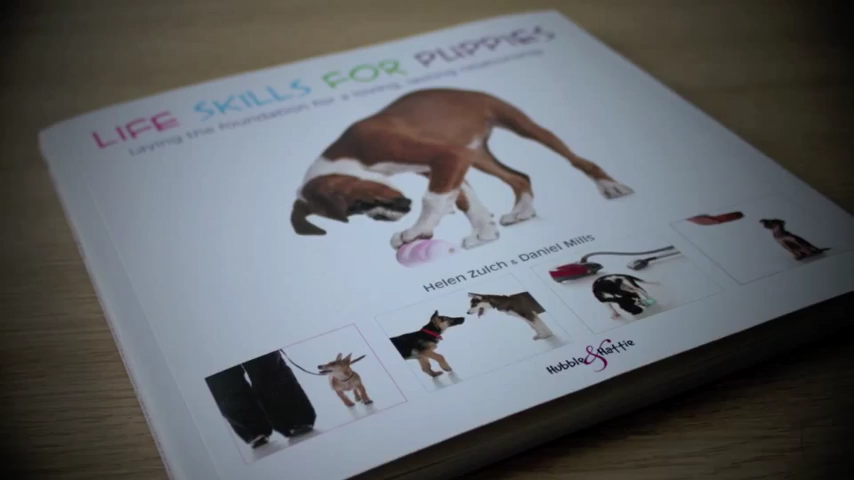 LIFE SKILLS FOR PUPPIES
Laying the foundation for a loving, lasting relationship
Helen Zulch & Daniel Mills
Hubble & Hattie